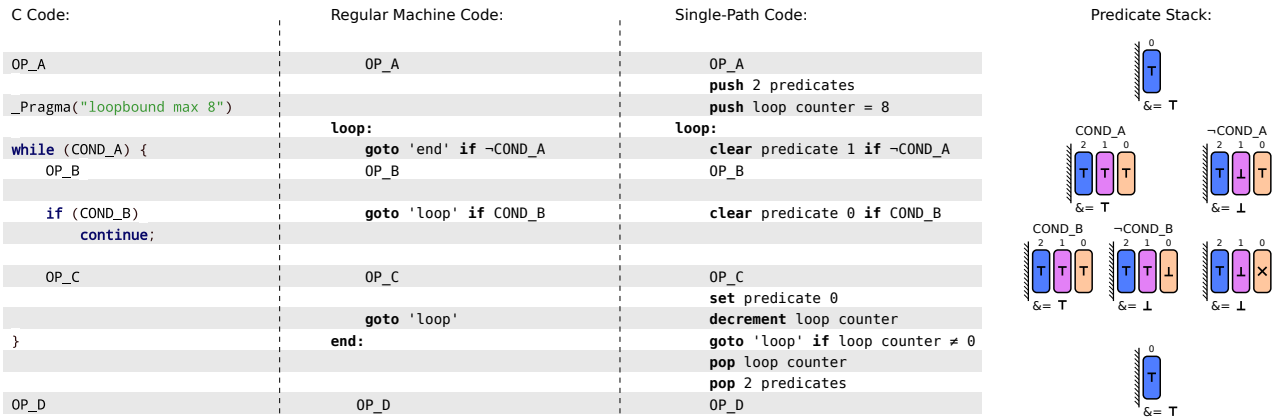 C Code: Regular Machine Code: Single-Path Code: Predicate Stack:
0
OP_A OP_A OP_A
⊤
push 2 predicates
_Pragma("loopbound max 8") push loop counter = 8 &= ⊤
loop: loop: COND_A ¬COND_A
while (COND_A) { goto 'end' if ¬COND_A clear predicate 1 if ¬COND_A 2 1 0 2 1 0
OP_B OP_B OP_B ⊤ ⊤ ⊤ ⊤ ⊥ ⊤
&= ⊤ &= ⊥
if (COND_B) goto 'loop' if COND_B clear predicate 0 if COND_B
COND_B ¬COND_B
continue;
2 1 0 2 1 0 2 1 0
OP_C OP_C OP_C ⊤ ⊤ ⊤ ⊤ ⊤ ⊥ ⊤ ⊥ ×
set predicate 0
&= ⊤ &= ⊥ &= ⊥
goto 'loop' decrement loop counter
} end: goto 'loop' if loop counter ≠ 0
0
pop loop counter
⊤
pop 2 predicates
OP_D OP_D OP_D &= ⊤